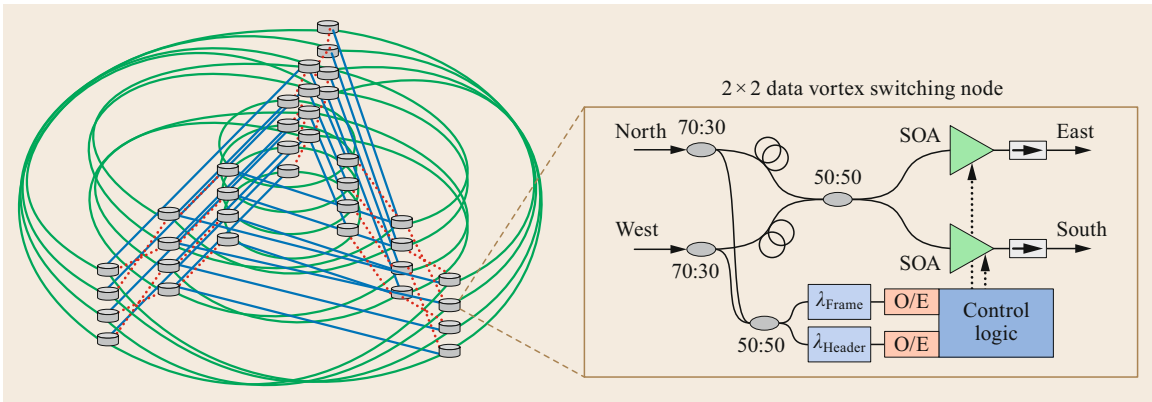 2 × 2 data vortex switching node
North
70:30
SOA
East
50:50
West
70:30
SOA
South
50:50
λFrame
O/E
λHeader
O/E
Control
logic